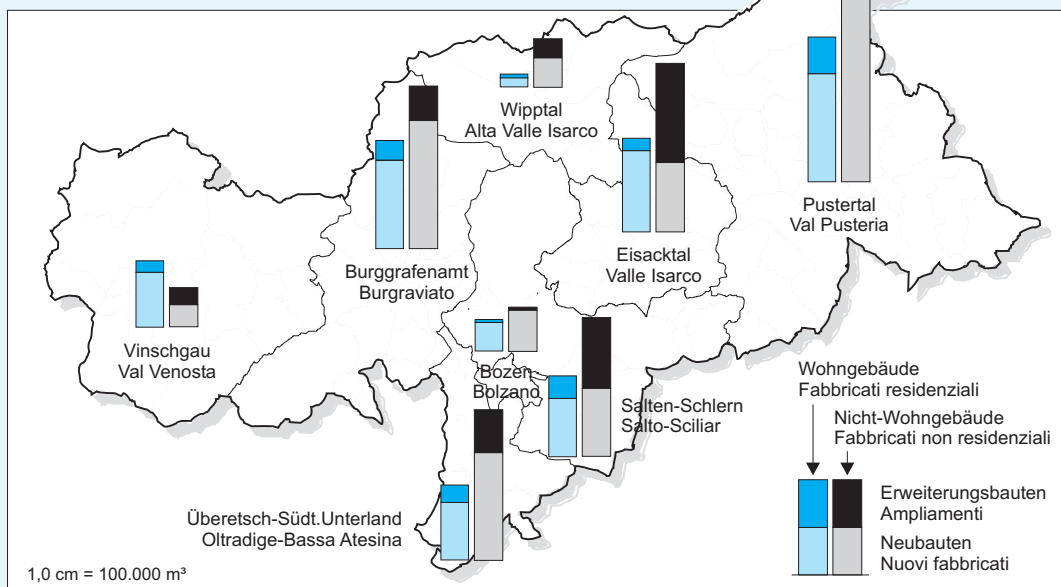 Wipptal
Alta Valle Isarco
Pustertal
Val Pusteria
Eisacktal
Valle Isarco
Burggrafenamt
Burgraviato
Vinschgau
Val Venosta
Bozen
Bolzano
Salten-Schlern
Salto-Sciliar
Überetsch-Südt.Unterland
Oltradige-Bassa Atesina
Wohngebäude
Fabbricati residenziali
Nicht-Wohngebäude
Fabbricati non residenziali
Erweiterungsbauten
Ampliamenti
Neubauten
Nuovi fabbricati
1,0 cm = 100.000 m³